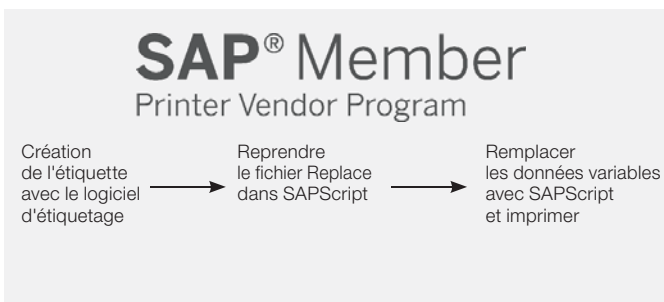 SAP® Member
Printer Vendor Program
Création
de l'étiquette
avec le logiciel
d'étiquetage
Reprendre
le fichier Replace
dans SAPScript
Remplacer
les données variables
avec SAPScript
et imprimer